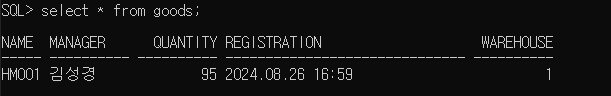 SQL> select * from goods;
NAME MANAGER QUANTITY REGISTRATION WAREHOUSE
----- ---------- ---------- ------------------------------ ----------
HM001 김성경 95 2024.08.26 16:59 1